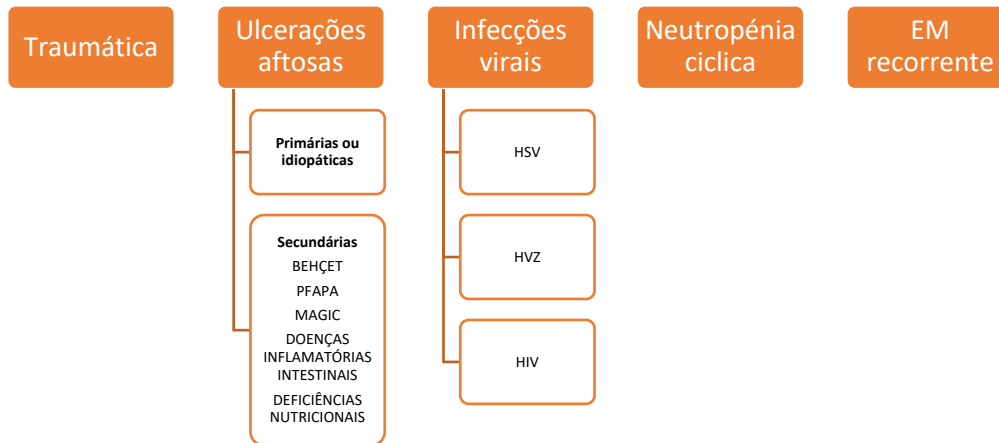 Traumática
Ulcerações
aftosas
Primárias ou
idiopáticas
Secundárias
BEHÇET
PFAPA
MAGIC
DOENÇAS
INFLAMATÓRIAS
INTESTINAIS
DEFICIÊNCIAS
NUTRICIONAIS
Infecções
virais
HSV
HVZ
HIV
Neutropénia
ciclica
EM
recorrente